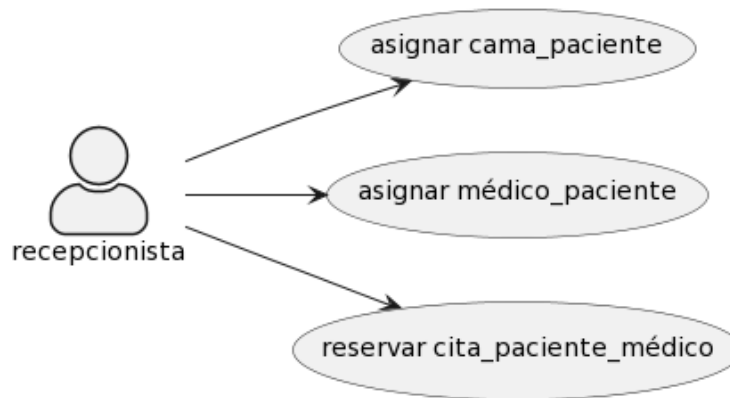 asignar cama_paciente
asignar médico_paciente
recepcionista
reservar cita_paciente_médico